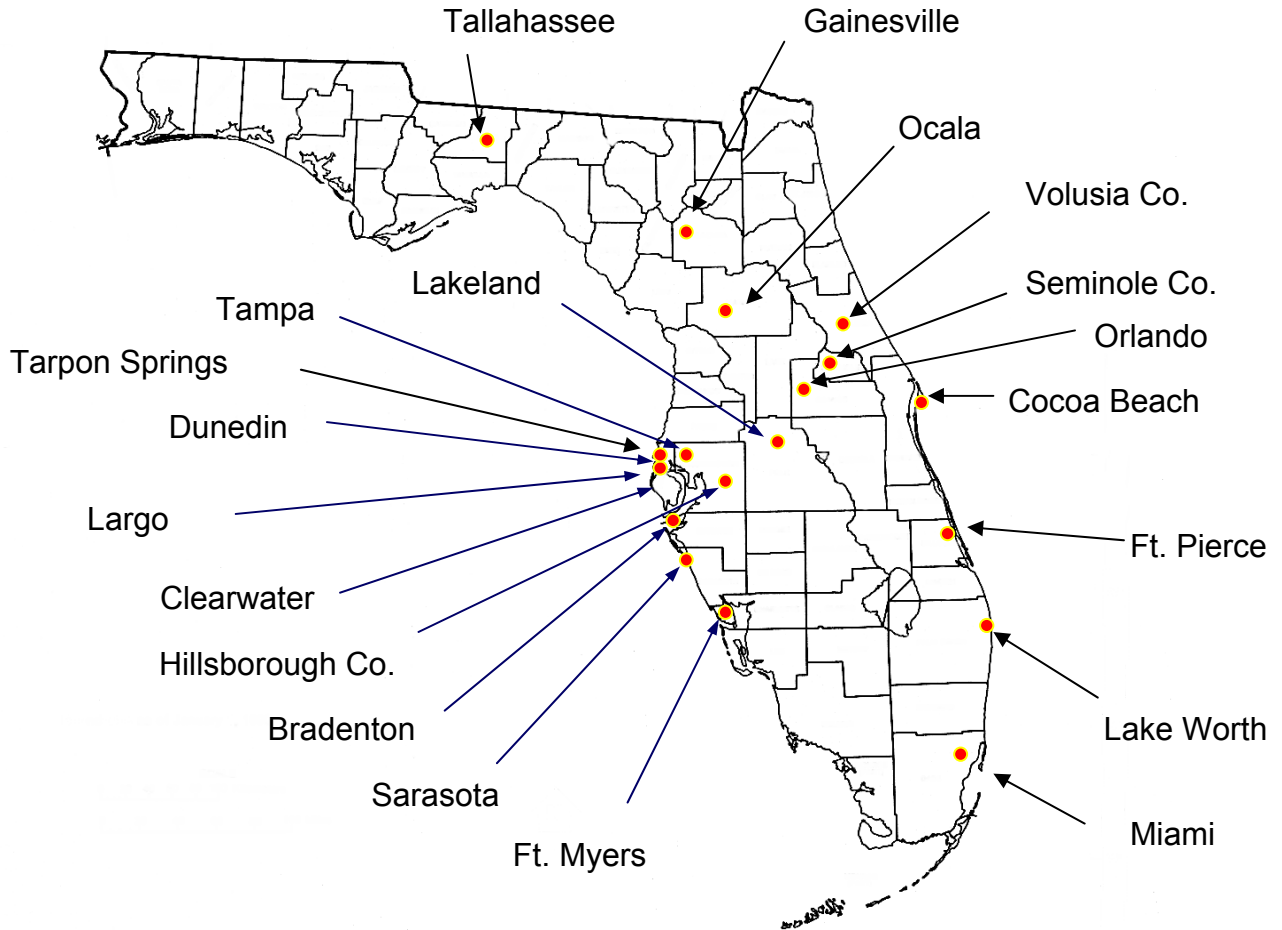 Tallahassee
Gainesville
Ocala
Volusia Co.
Lakeland
Seminole Co.
Tampa
Orlando
Tarpon Springs
Cocoa Beach
Dunedin
Largo
Ft. Pierce
Clearwater
Hillsborough Co.
Bradenton
Lake Worth
Sarasota
Miami
Ft. Myers